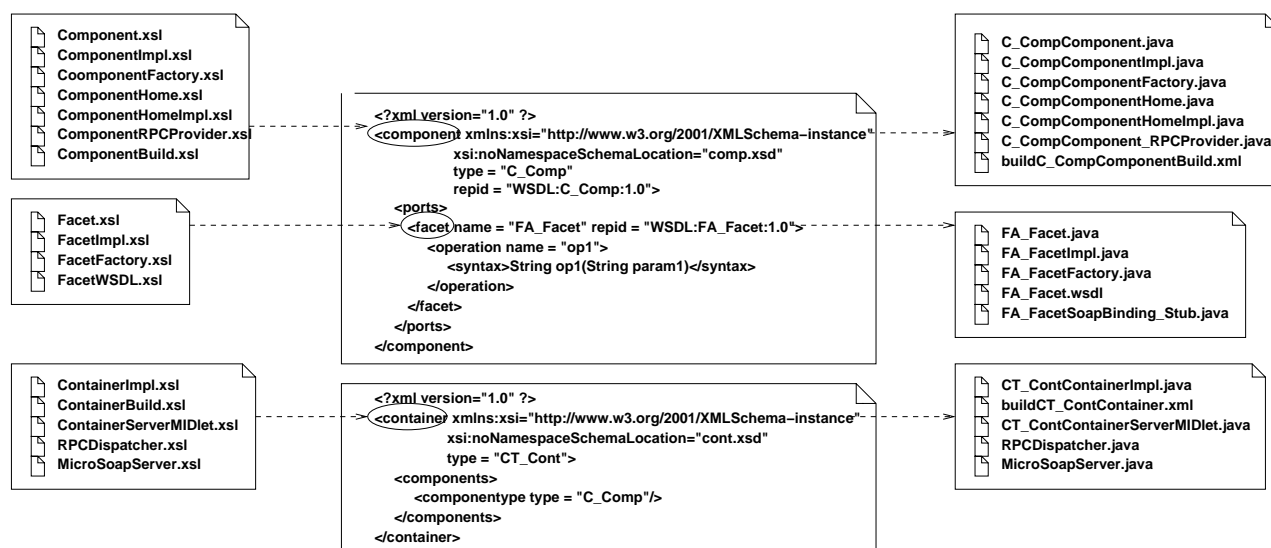 Component.xsl
ComponentImpl.xsl
CoomponentFactory.xsl
ComponentHome.xsl
ComponentHomeImpl.xsl
ComponentRPCProvider.xsl
ComponentBuild.xsl
Facet.xsl
FacetImpl.xsl
FacetFactory.xsl
FacetWSDL.xsl
ContainerImpl.xsl
ContainerBuild.xsl
ContainerServerMIDlet.xsl
RPCDispatcher.xsl
MicroSoapServer.xsl
<?xml version="1.0" ?>
<component xmlns:xsi="http://www.w3.org/2001/XMLSchema−instance"
xsi:noNamespaceSchemaLocation="comp.xsd"
type = "C_Comp"
repid = "WSDL:C_Comp:1.0">
<ports>
<facet name = "FA_Facet" repid = "WSDL:FA_Facet:1.0">
<operation name = "op1">
<syntax>String op1(String param1)</syntax>
</operation>
</facet>
</ports>
</component>
<?xml version="1.0" ?>
<container xmlns:xsi="http://www.w3.org/2001/XMLSchema−instance"
xsi:noNamespaceSchemaLocation="cont.xsd"
type = "CT_Cont">
<components>
<componentype type = "C_Comp"/>
</components>
</container>
C_CompComponent.java
C_CompComponentImpl.java
C_CompComponentFactory.java
C_CompComponentHome.java
C_CompComponentHomeImpl.java
C_CompComponent_RPCProvider.java
buildC_CompComponentBuild.xml
FA_Facet.java
FA_FacetImpl.java
FA_FacetFactory.java
FA_Facet.wsdl
FA_FacetSoapBinding_Stub.java
CT_ContContainerImpl.java
buildCT_ContContainer.xml
CT_ContContainerServerMIDlet.java
RPCDispatcher.java
MicroSoapServer.java